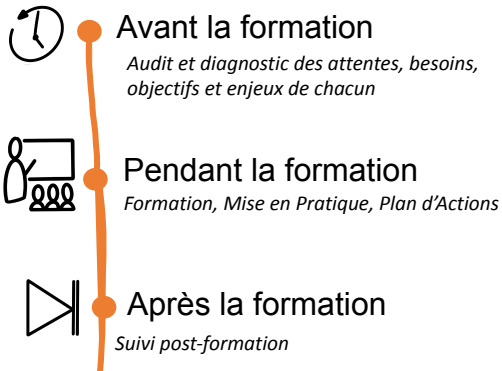 Avant la formation
Audit et diagnostic des attentes, besoins,
objectifs et enjeux de chacun
Pendant la formation
Formation, Mise en Pratique, Plan d'Actions
Après la formation
Suivi post-formation